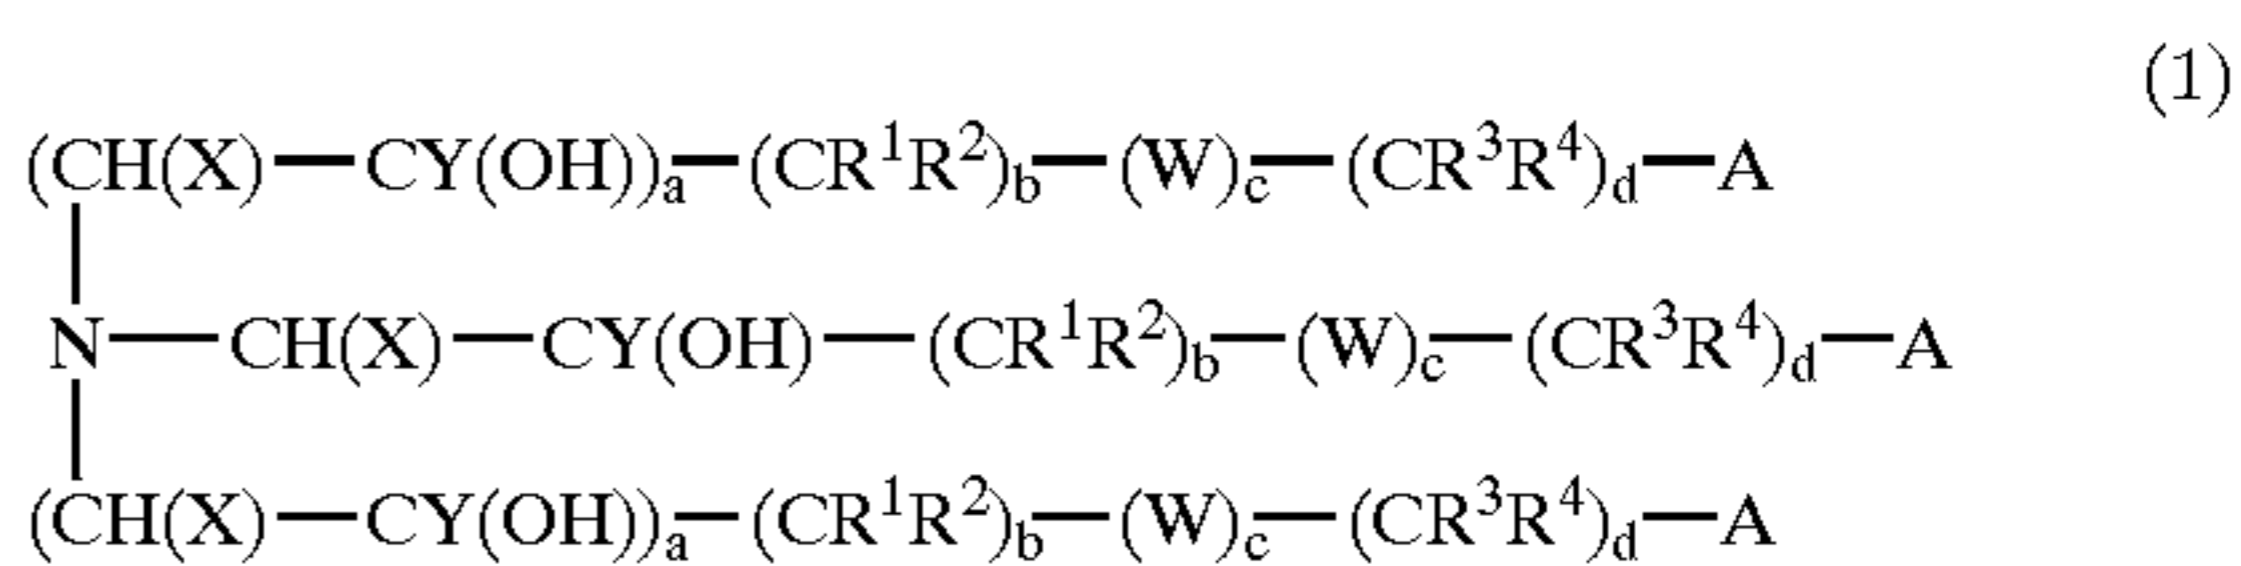 (1)
(CH(X)—CY(OH))a—(CR¹R²)b—(W)c—(CR³R⁴)d—A
N—CH(X)—CY(OH)—(CR¹R²)b—(W)c—(CR³R⁴)d—A
(CH(X)—CY(OH))a—(CR¹R²)b—(W)c—(CR³R⁴)d—A